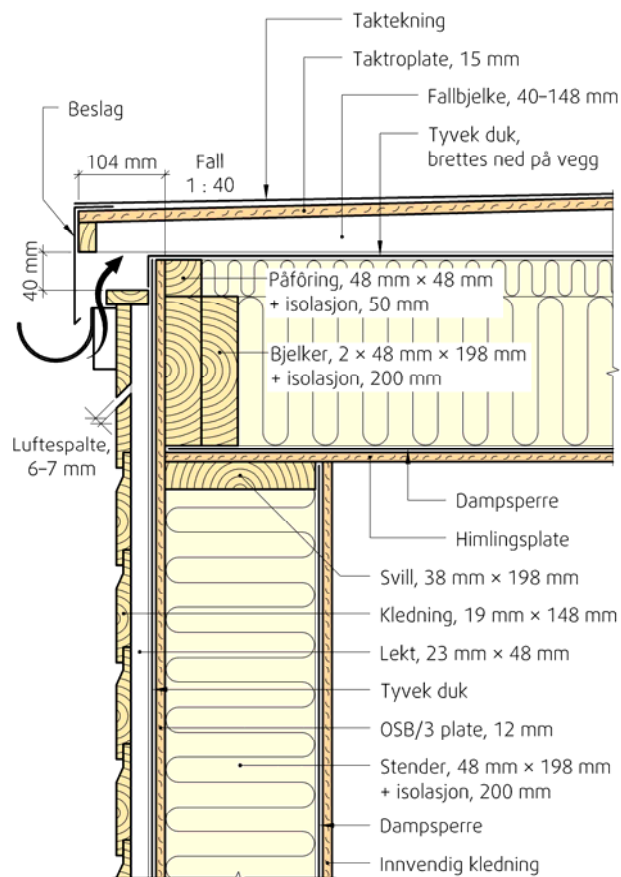 Taktekning
Taktroplate, 15 mm
Fallbjelke, 40–148 mm
Beslag
Tyvek duk,
brettes ned på vegg
104 mm
Fall
1 : 40
40 mm
Påfôring, 48 mm × 48 mm
+ isolasjon, 50 mm
Bjelker, 2 × 48 mm × 198 mm
+ isolasjon, 200 mm
Luftespalte,
6–7 mm
Dampsperre
Himlingsplate
Svill, 38 mm × 198 mm
Kledning, 19 mm × 148 mm
Lekt, 23 mm × 48 mm
Tyvek duk
OSB/3 plate, 12 mm
Stender, 48 mm × 198 mm
+ isolasjon, 200 mm
Dampsperre
Innvendig kledning